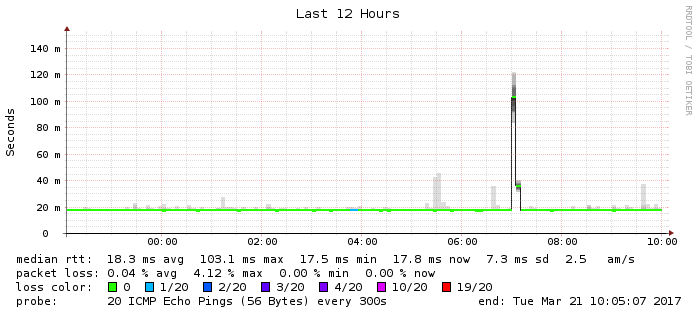 Last 12 Hours
RRDTOOL / TOBI OETIKER
Seconds
140 m
120 m
100 m
80 m
60 m
40 m
20 m
0
00:00 02:00 04:00 06:00 08:00 10:00
median rtt: 18.3 ms avg 103.1 ms max 17.5 ms min 17.8 ms now 7.3 ms sd 2.5 am/s
packet loss: 0.04 % avg 4.12 % max 0.00 % min 0.00 % now
loss color: 0 1/20 2/20 3/20 4/20 10/20 19/20
probe: 20 ICMP Echo Pings (56 Bytes) every 300s end: Tue Mar 21 10:05:07 2017